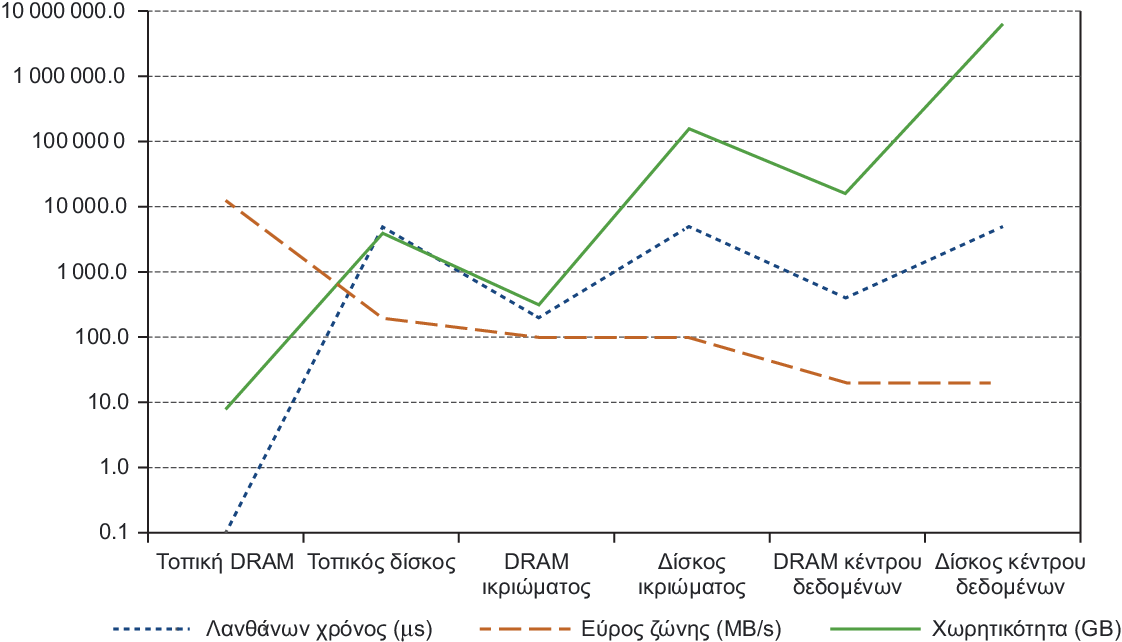 10 000 000.0
1 000 000.0
100 000 0
10 000.0
1 000.0
100.0
10.0
1.0
0.1
Τοπική DRAM
Τοπικός δίσκος
DRAM
ικριώματος
Δίσκος
ικριώματος
DRAM κέντρου
δεδομένων
Δίσκος κέντρου
δεδομένων
Λανθάνων χρόνος (μs)
Εύρος ζώνης (MB/s)
Χωρητικότητα (GB)